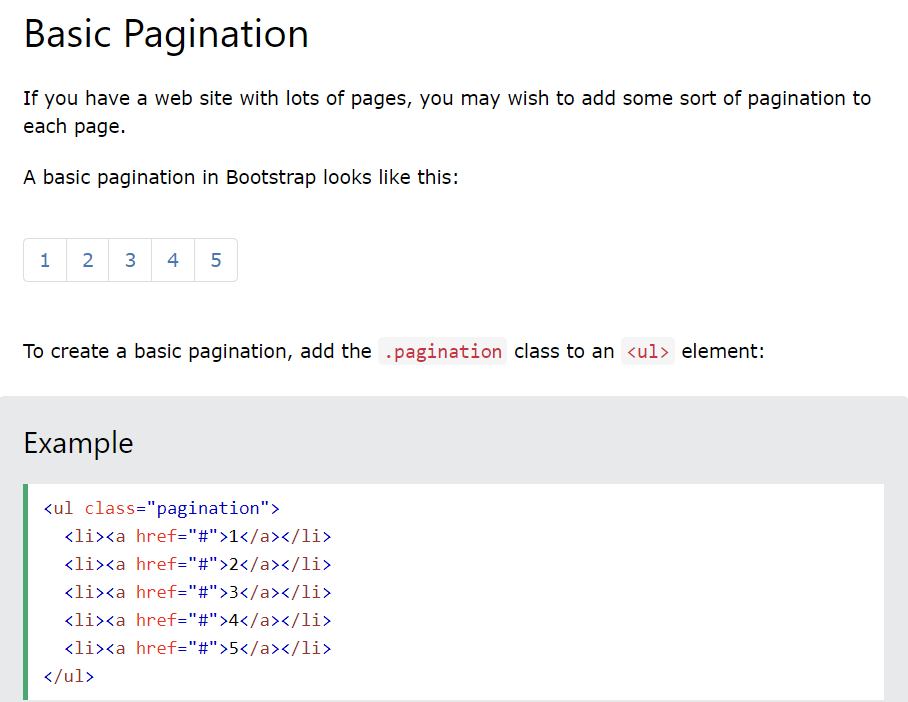 Basic Pagination
If you have a web site with lots of pages, you may wish to add some sort of pagination to
each page.
A basic pagination in Bootstrap looks like this:
1 2 3 4 5
To create a basic pagination, add the .pagination class to an <ul> element:
Example
<ul class="pagination">
  <li><a href="#">1</a></li>
  <li><a href="#">2</a></li>
  <li><a href="#">3</a></li>
  <li><a href="#">4</a></li>
  <li><a href="#">5</a></li>
</ul>